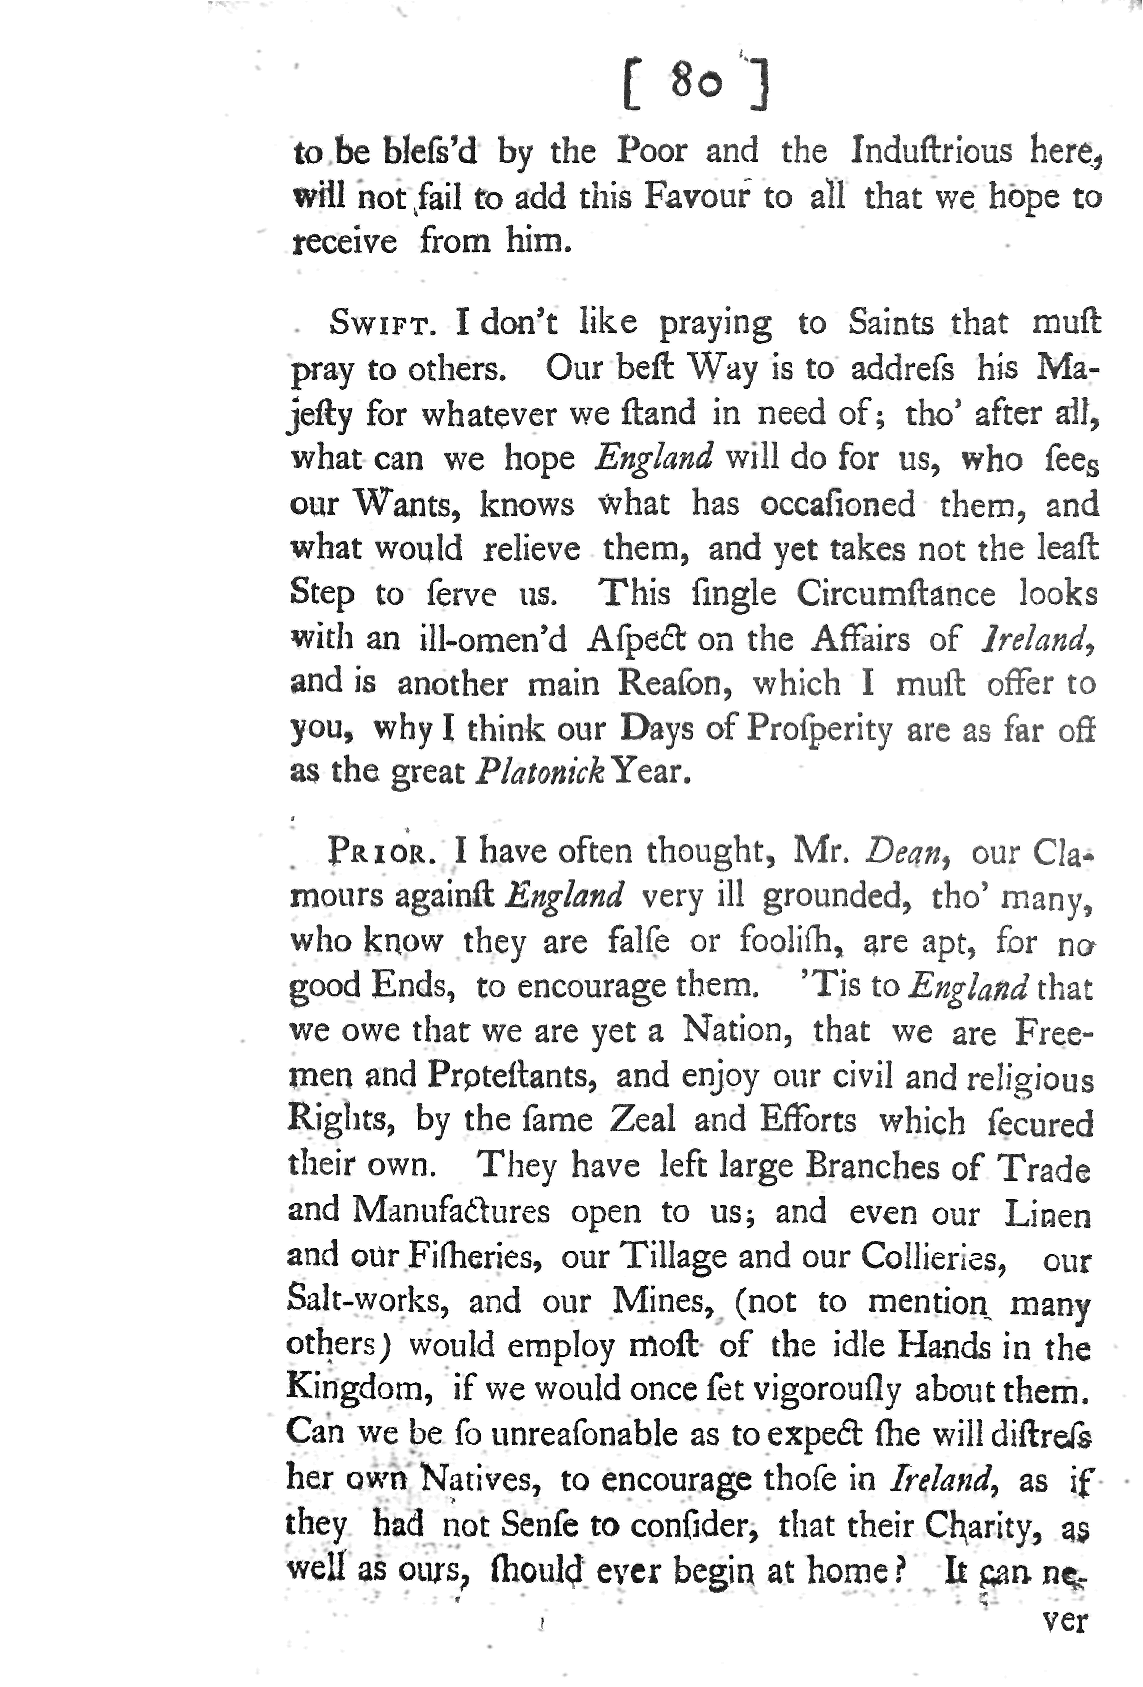 [ 80 ]
to be bleſs'd by the Poor and the Induſtrious here,
will not fail to add this Favour to all that we hope to
receive from him.
SWIFT. I don't like praying to Saints that muſt
pray to others. Our beſt Way is to addreſs his Ma-
jeſty for whatever we ſtand in need of; tho' after all,
what can we hope England will do for us, who ſees
our Wants, knows what has occaſioned them, and
what would relieve them, and yet takes not the leaſt
Step to ſerve us. This ſingle Circumſtance looks
with an ill-omen'd Aſpect on the Affairs of Ireland,
and is another main Reaſon, which I muſt offer to
you, why I think our Days of Proſperity are as far off
as the great Platonick Year.
PRIOR. I have often thought, Mr. Dean, our Cla-
mours againſt England very ill grounded, tho' many,
who know they are falſe or fooliſh, are apt, for no
good Ends, to encourage them. 'Tis to England that
we owe that we are yet a Nation, that we are Free-
men and Proteſtants, and enjoy our civil and religious
Rights, by the ſame Zeal and Efforts which ſecured
their own. They have left large Branches of Trade
and Manufactures open to us; and even our Linen
and our Fiſheries, our Tillage and our Collieries, our
Salt-works, and our Mines, (not to mention many
others) would employ moſt of the idle Hands in the
Kingdom, if we would once ſet vigorouſly about them.
Can we be ſo unreaſonable as to expect ſhe will diſtreſs
her own Natives, to encourage thoſe in Ireland, as if
they had not Senſe to conſider, that their Charity, as
well as ours, ſhould ever begin at home? It can ne-
ver